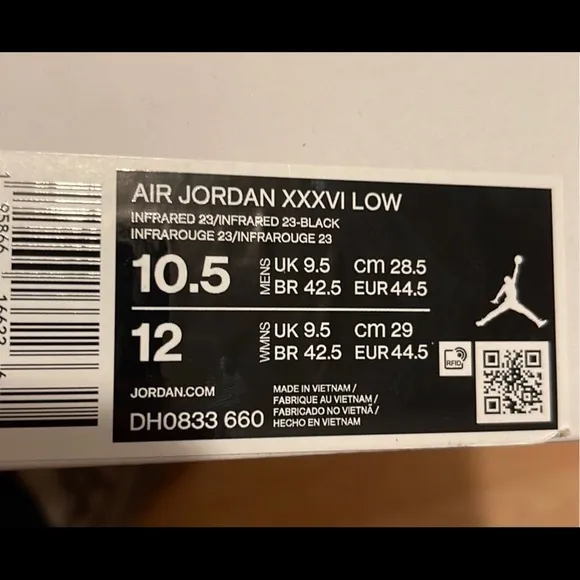 AIR JORDAN XXXVI LOW
INFRARED 23/INFRARED 23-BLACK
INFRAROUGE 23/INFRAROUGE 23
10.5 MENS UK 9.5 cm 28.5
BR 42.5 EUR 44.5
12 WMNS UK 9.5 cm 29
BR 42.5 EUR 44.5
RFID
JORDAN.COM
DH0833 660
MADE IN VIETNAM /
FABRIQUE AU VIETNAM /
FABRICADO NO VIETNÃ /
HECHO EN VIETNAM